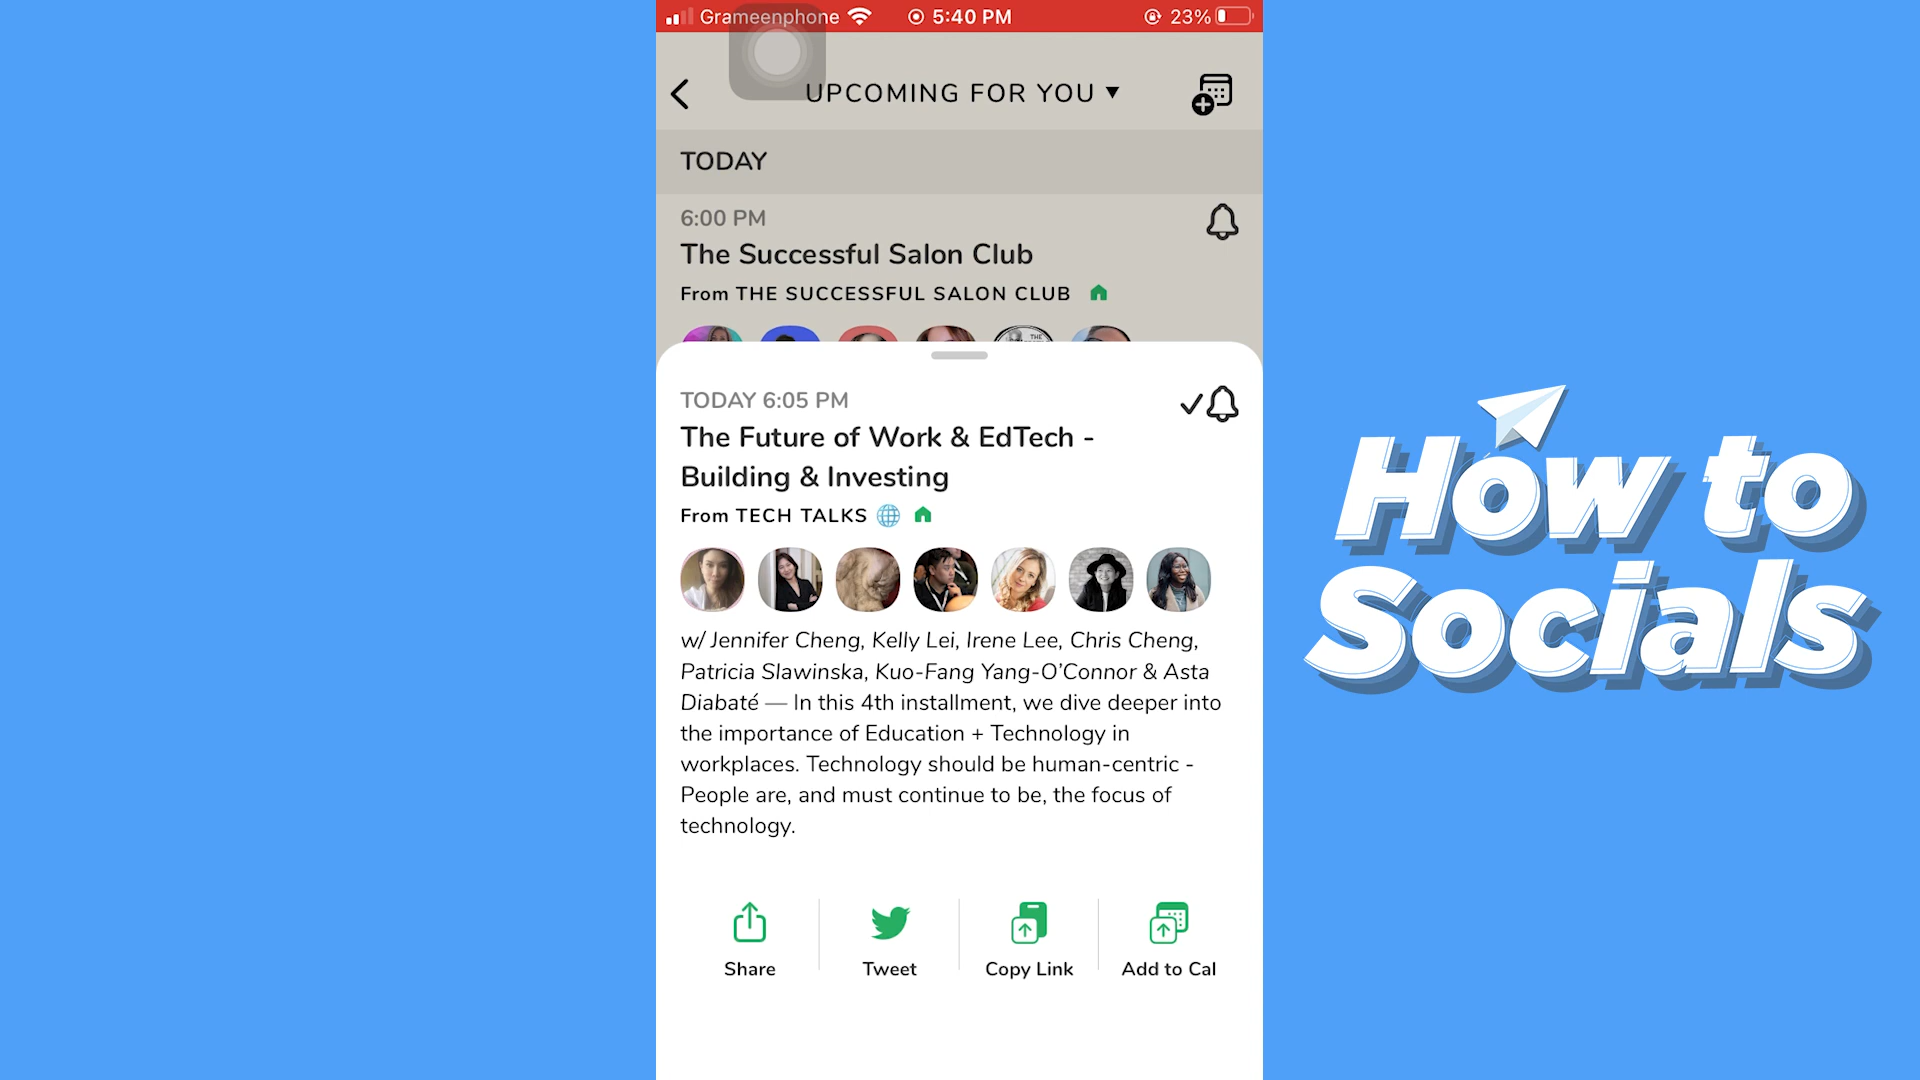 Grameenphone 5:40 PM 23%
UPCOMING FOR YOU
TODAY
6:00 PM
The Successful Salon Club
From THE SUCCESSFUL SALON CLUB
THE
TODAY 6:05 PM
The Future of Work & EdTech -
Building & Investing
From TECH TALKS
w/ Jennifer Cheng, Kelly Lei, Irene Lee, Chris Cheng,
Patricia Slawinska, Kuo-Fang Yang-O’Connor & Asta
Diabaté — In this 4th installment, we dive deeper into
the importance of Education + Technology in
workplaces. Technology should be human-centric -
People are, and must continue to be, the focus of
technology.
Share Tweet Copy Link Add to Cal
How to
Socials